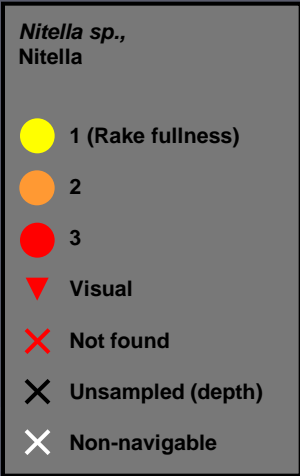 Nitella sp.,
Nitella
1 (Rake fullness)
2
3
Visual
Not found
Unsampled (depth)
Non-navigable